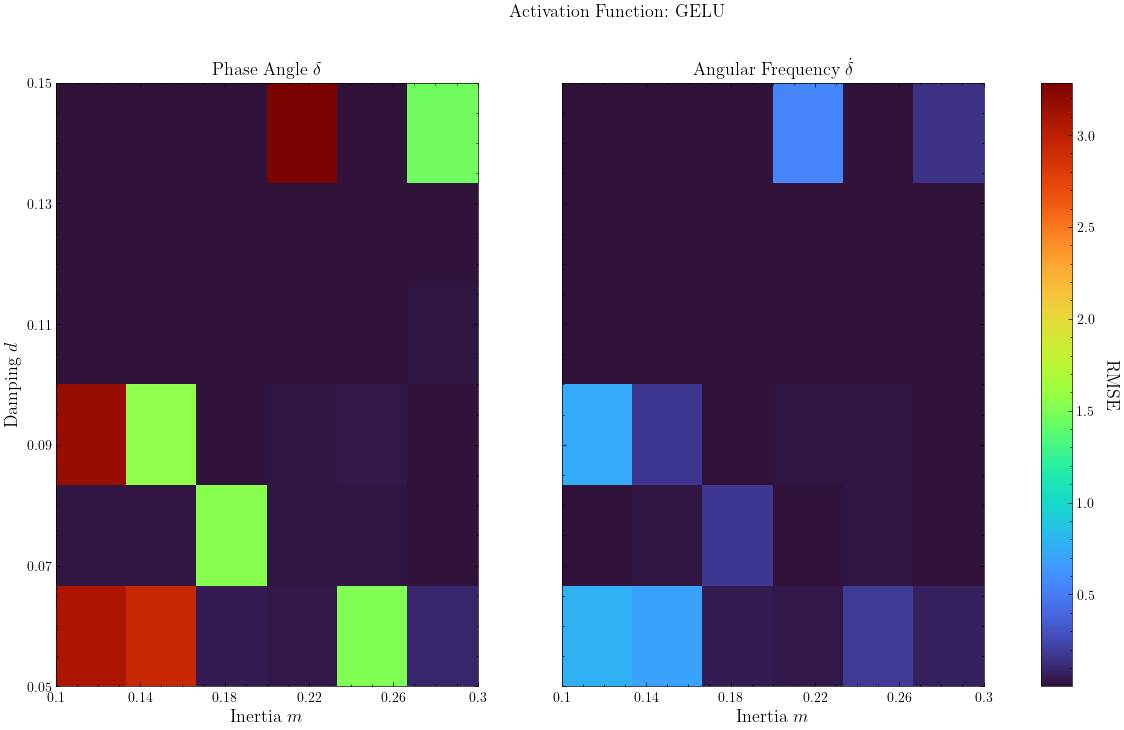 Activation Function: GELU
Phase Angle δ
Angular Frequency δ̇
0.15
0.13
0.11
0.09
0.07
0.05
Damping d
0.1 0.14 0.18 0.22 0.26 0.3
Inertia m
0.1 0.14 0.18 0.22 0.26 0.3
Inertia m
3.0
2.5
2.0
1.5
1.0
0.5
RMSE